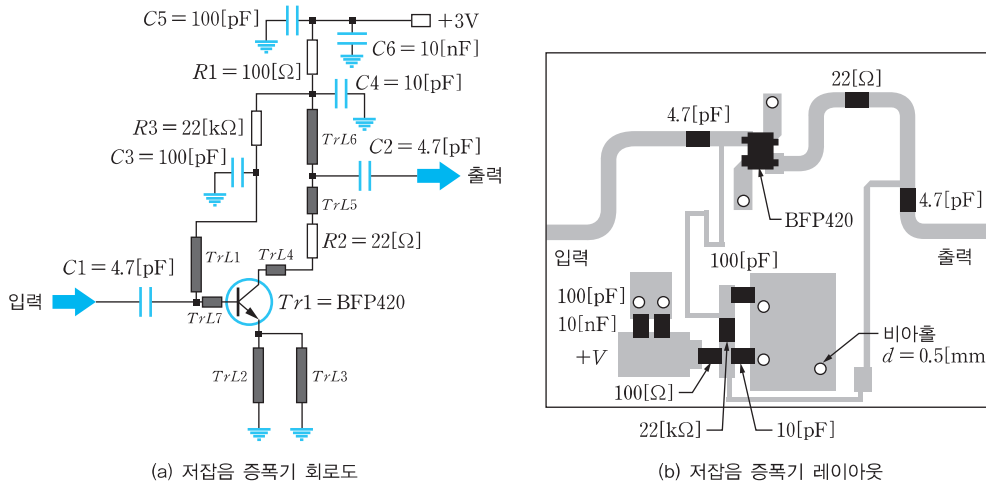 C5 = 100[pF]
+3V
C6 = 10[nF]
R1 = 100[Ω]
C4 = 10[pF]
R3 = 22[kΩ]
TrL6
C3 = 100[pF]
C2 = 4.7[pF]
출력
TrL5
R2 = 22[Ω]
TrL1
TrL4
C1 = 4.7[pF]
입력
TrL7
Tr1 = BFP420
TrL2
TrL3
(a) 저잡음 증폭기 회로도
22[Ω]
4.7[pF]
4.7[pF]
BFP420
입력
출력
100[pF]
100[pF]
10[nF]
+V
비아홀
d = 0.5[mm
100[Ω]
22[kΩ]
10[pF]
(b) 저잡음 증폭기 레이아웃